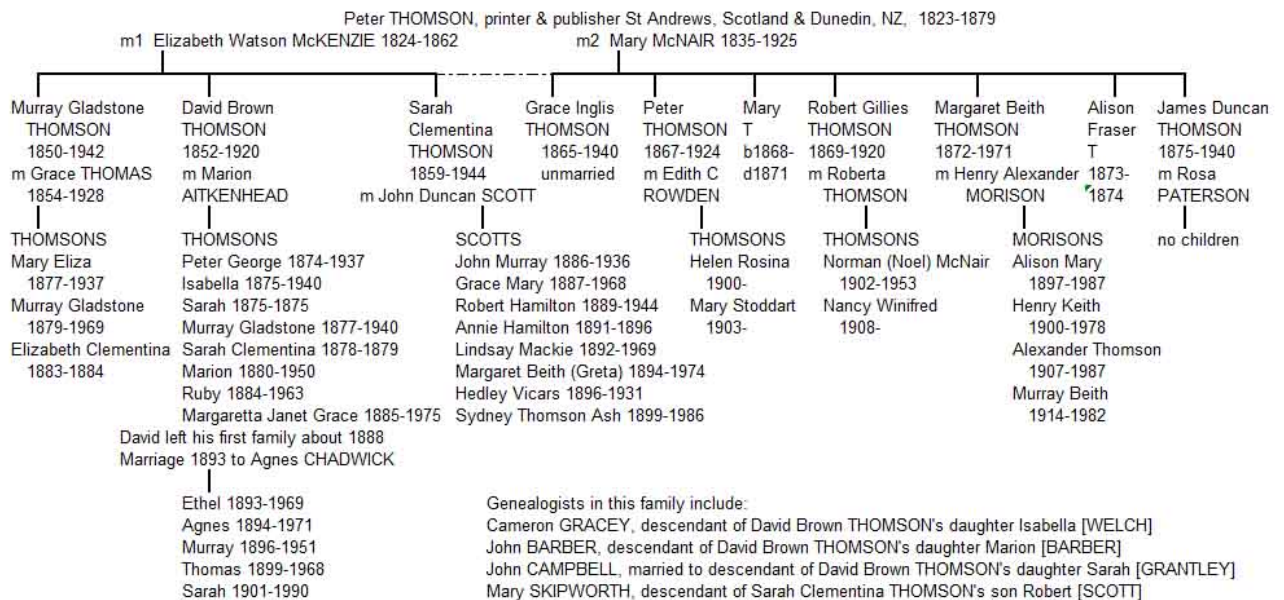 Peter THOMSON, printer & publisher St Andrews, Scotland & Dunedin, NZ, 1823-1879
m1 Elizabeth Watson McKENZIE 1824-1862
m2 Mary McNAIR 1835-1925
Murray Gladstone
THOMSON
1850-1942
m Grace THOMAS
1854-1928
David Brown
THOMSON
1852-1920
m Marion
AITKENHEAD
Sarah
Clementina
THOMSON
1859-1944
m John Duncan SCOTT
Grace Inglis
THOMSON
1865-1940
unmarried
Peter
THOMSON
1867-1924
m Edith C
ROWDEN
Mary
T
b1868-
d1871
Robert Gillies
THOMSON
1869-1920
m Roberta
THOMSON
Margaret Beith
THOMSON
1872-1971
m Henry Alexander
MORISON
Alison
Fraser
T
1873-
1874
James Duncan
THOMSON
1875-1940
m Rosa
PATERSON
THOMSONS
Mary Eliza
1877-1937
Murray Gladstone
1879-1969
Elizabeth Clementina
1883-1884
THOMSONS
Peter George 1874-1937
Isabella 1875-1940
Sarah 1875-1875
Murray Gladstone 1877-1940
Sarah Clementina 1878-1879
Marion 1880-1950
Ruby 1884-1963
Margaretta Janet Grace 1885-1975
SCOTTS
John Murray 1886-1936
Grace Mary 1887-1968
Robert Hamilton 1889-1944
Annie Hamilton 1891-1896
Lindsay Mackie 1892-1969
Margaret Beith (Greta) 1894-1974
Hedley Vicars 1896-1931
Sydney Thomson Ash 1899-1986
THOMSONS
Helen Rosina
1900-
Mary Stoddart
1903-
THOMSONS
Norman (Noel) McNair
1902-1953
Nancy Winifred
1908-
MORISONS
Alison Mary
1897-1987
Henry Keith
1900-1978
Alexander Thomson
1907-1987
Murray Beith
1914-1982
no children
David left his first family about 1888
Marriage 1893 to Agnes CHADWICK
Ethel 1893-1969
Agnes 1894-1971
Murray 1896-1951
Thomas 1899-1968
Sarah 1901-1990
Genealogists in this family include:
Cameron GRACEY, descendant of David Brown THOMSON's daughter Isabella [WELCH]
John BARBER, descendant of David Brown THOMSON's daughter Marion [BARBER]
John CAMPBELL, married to descendant of David Brown THOMSON's daughter Sarah [GRANTLEY]
Mary SKIPWORTH, descendant of Sarah Clementina THOMSON's son Robert [SCOTT]